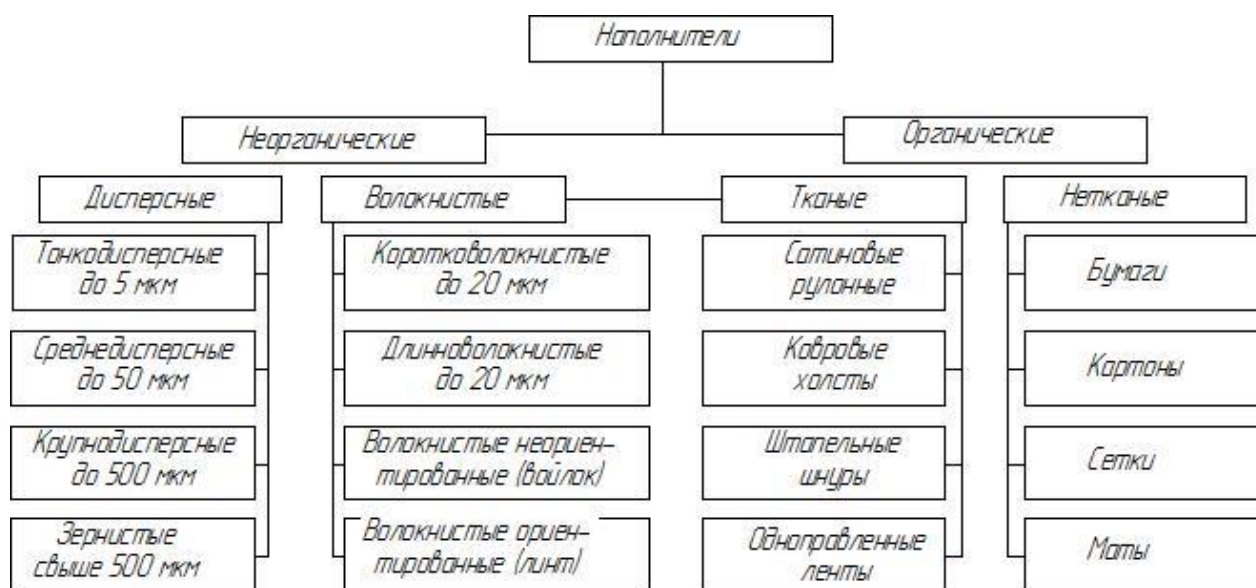 Наполнители
Неорганические
Органические
Дисперсные
Волокнистые
Тканые
Нетканые
Тонкодисперсные
до 5 мкм
Коротковолокнистые
до 20 мкм
Сатиновые
рулонные
Бумаги
Среднедисперсные
до 50 мкм
Длинноволокнистые
до 20 мкм
Ковровые
холсты
Картоны
Крупнодисперсные
до 500 мкм
Волокнистые неориен-
тированные (войлок)
Штапельные
шнуры
Сетки
Зернистые
свыше 500 мкм
Волокнистые ориен-
тированные (линт)
Однаправленные
ленты
Маты